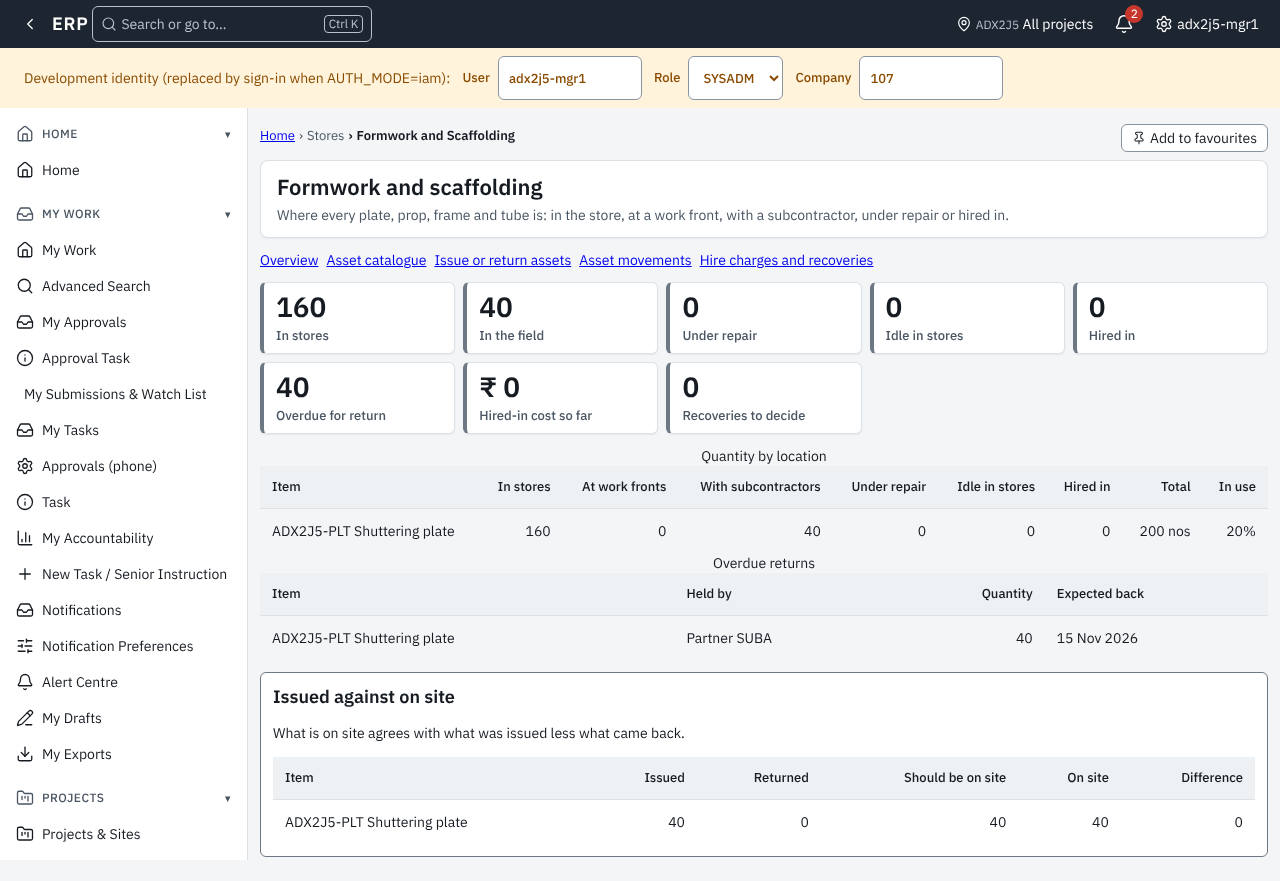 ERP
Search or go to...
Ctrl K
ADX2J5 All projects
2
adx2j5-mgr1
Development identity (replaced by sign-in when AUTH_MODE=iam): User adx2j5-mgr1 Role SYSADM Company 107
HOME
Home
MY WORK
My Work
Advanced Search
My Approvals
Approval Task
My Submissions & Watch List
My Tasks
Approvals (phone)
Task
My Accountability
New Task / Senior Instruction
Notifications
Notification Preferences
Alert Centre
My Drafts
My Exports
PROJECTS
Projects & Sites
Home › Stores › Formwork and Scaffolding
Add to favourites
Formwork and scaffolding
Where every plate, prop, frame and tube is: in the store, at a work front, with a subcontractor, under repair or hired in.
Overview Asset catalogue Issue or return assets Asset movements Hire charges and recoveries
160
In stores
40
In the field
0
Under repair
0
Idle in stores
0
Hired in
40
Overdue for return
₹ 0
Hired-in cost so far
0
Recoveries to decide
Quantity by location
Item In stores At work fronts With subcontractors Under repair Idle in stores Hired in Total In use
ADX2J5-PLT Shuttering plate 160 0 40 0 0 0 200 nos 20%
Overdue returns
Item Held by Quantity Expected back
ADX2J5-PLT Shuttering plate Partner SUBA 40 15 Nov 2026
Issued against on site
What is on site agrees with what was issued less what came back.
Item Issued Returned Should be on site On site Difference
ADX2J5-PLT Shuttering plate 40 0 40 40 0